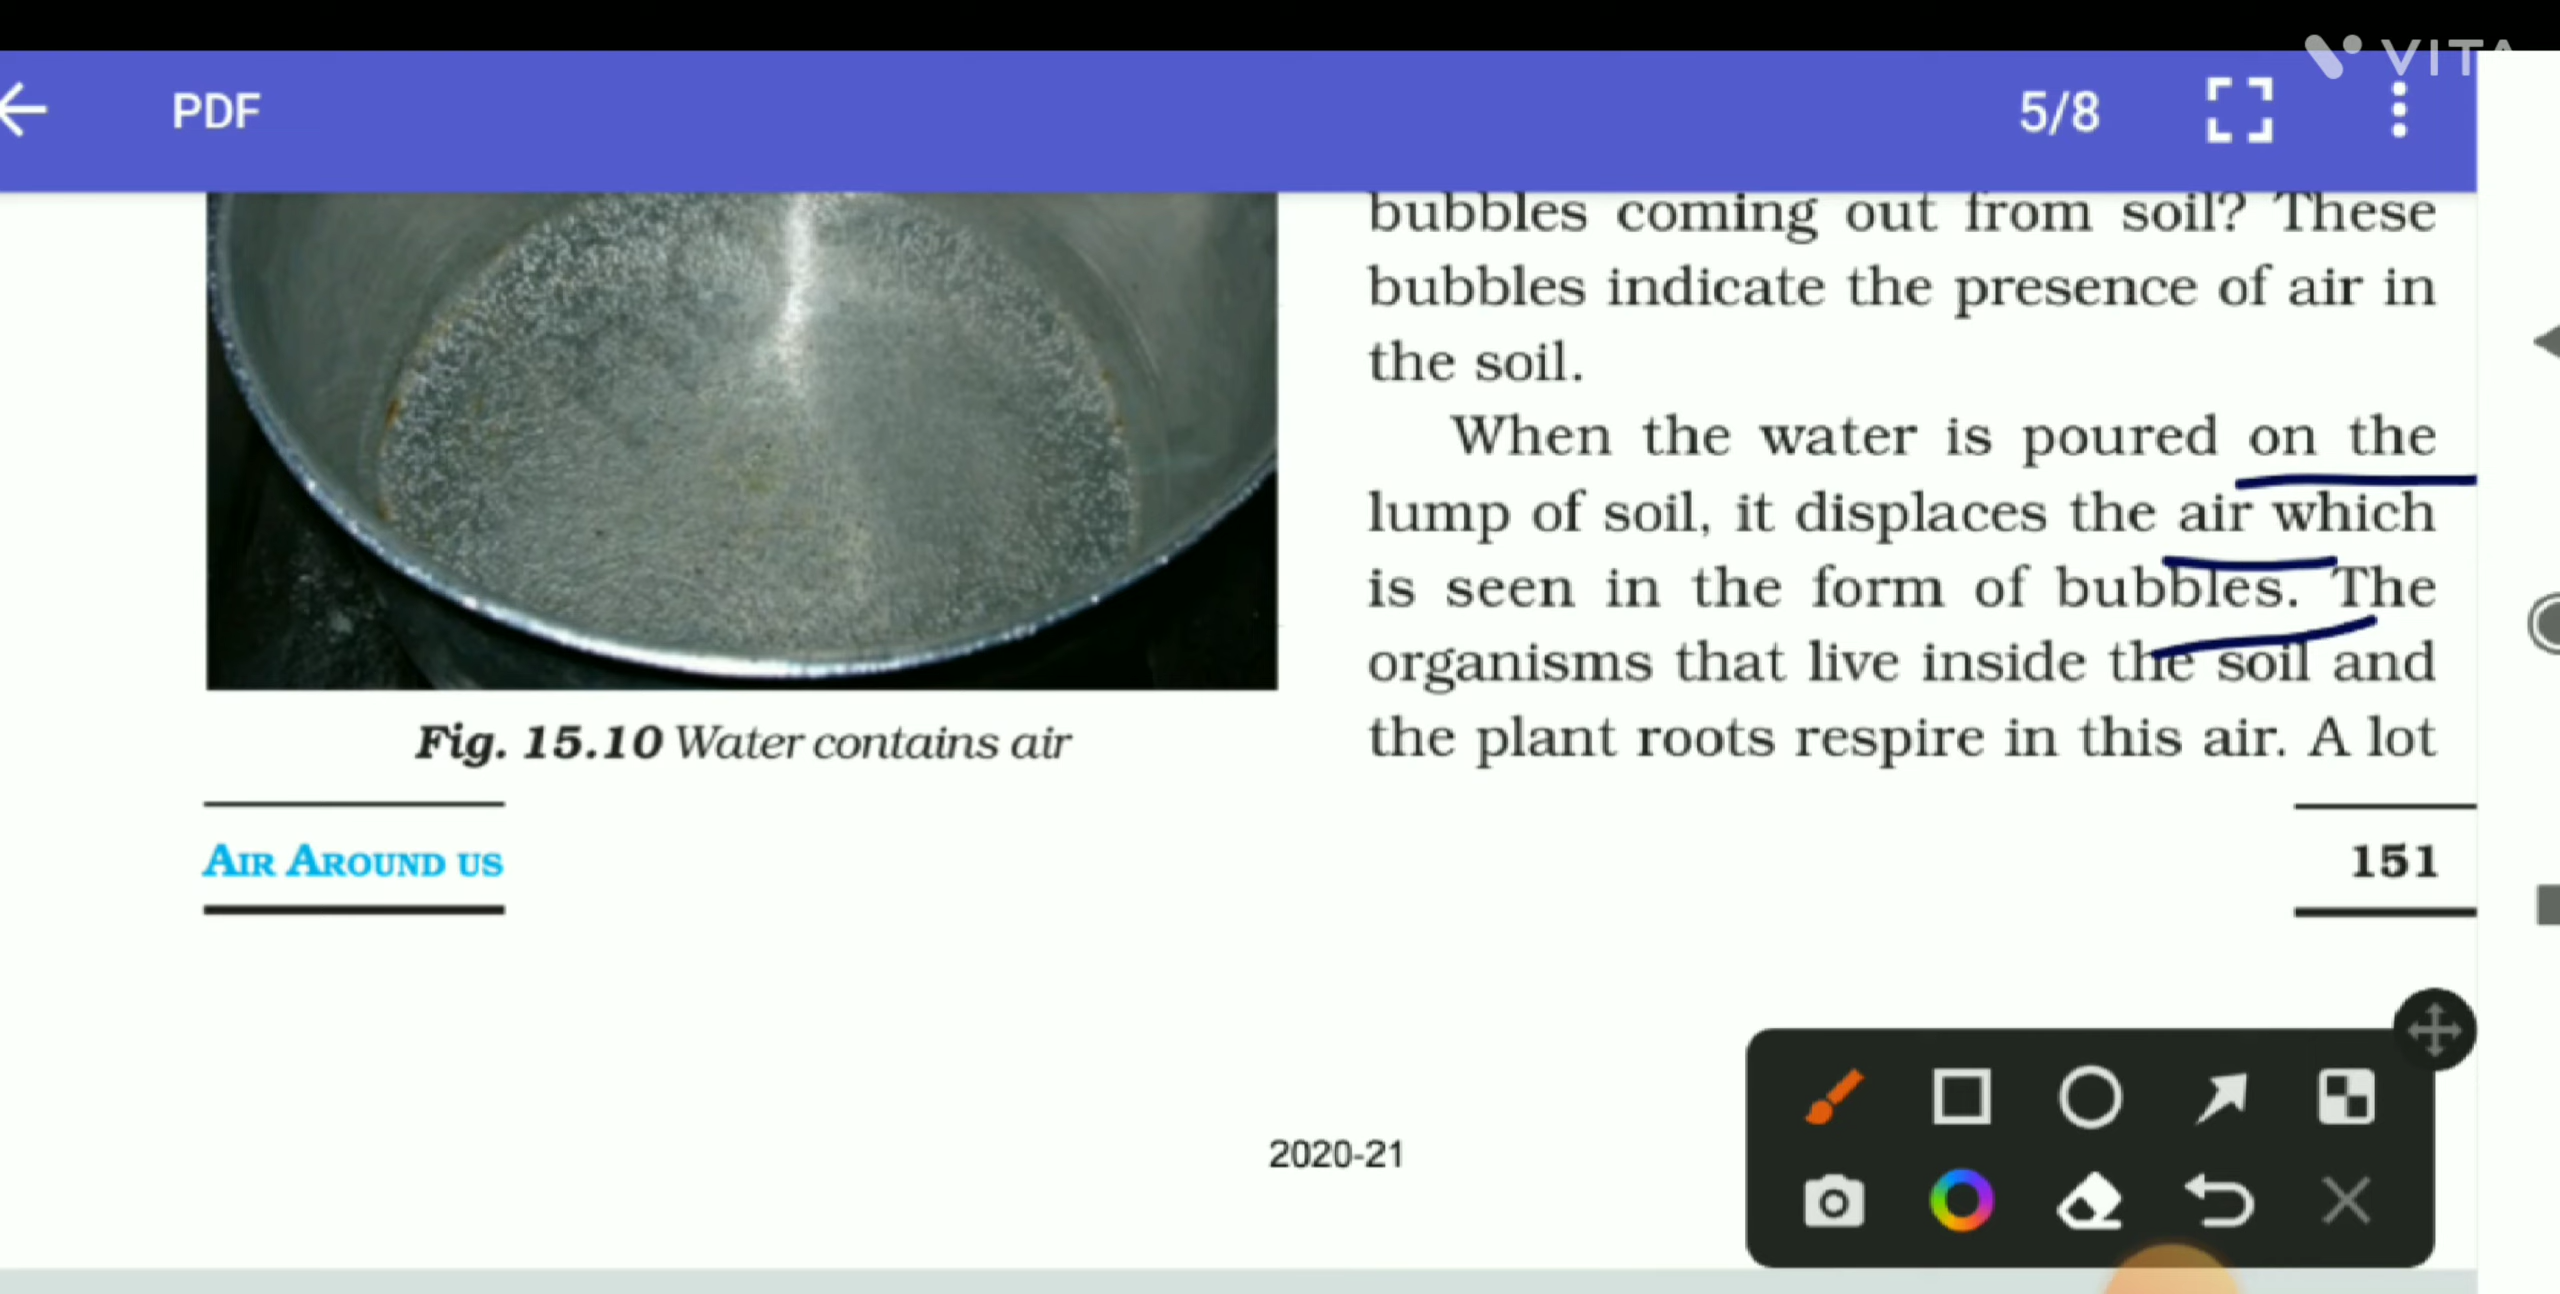 VITA
PDF
5/8
bubbles coming out from soil? These
bubbles indicate the presence of air in
the soil.
When the water is poured on the
lump of soil, it displaces the air which
is seen in the form of bubbles. The
organisms that live inside the soil and
the plant roots respire in this air. A lot
Fig. 15.10 Water contains air
AIR AROUND US
151
2020-21